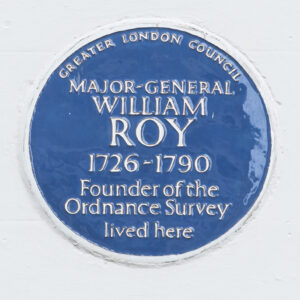 GREATER LONDON COUNCIL
MAJOR-GENERAL
WILLIAM
ROY
1726-1790
Founder of the
Ordnance Survey
lived here